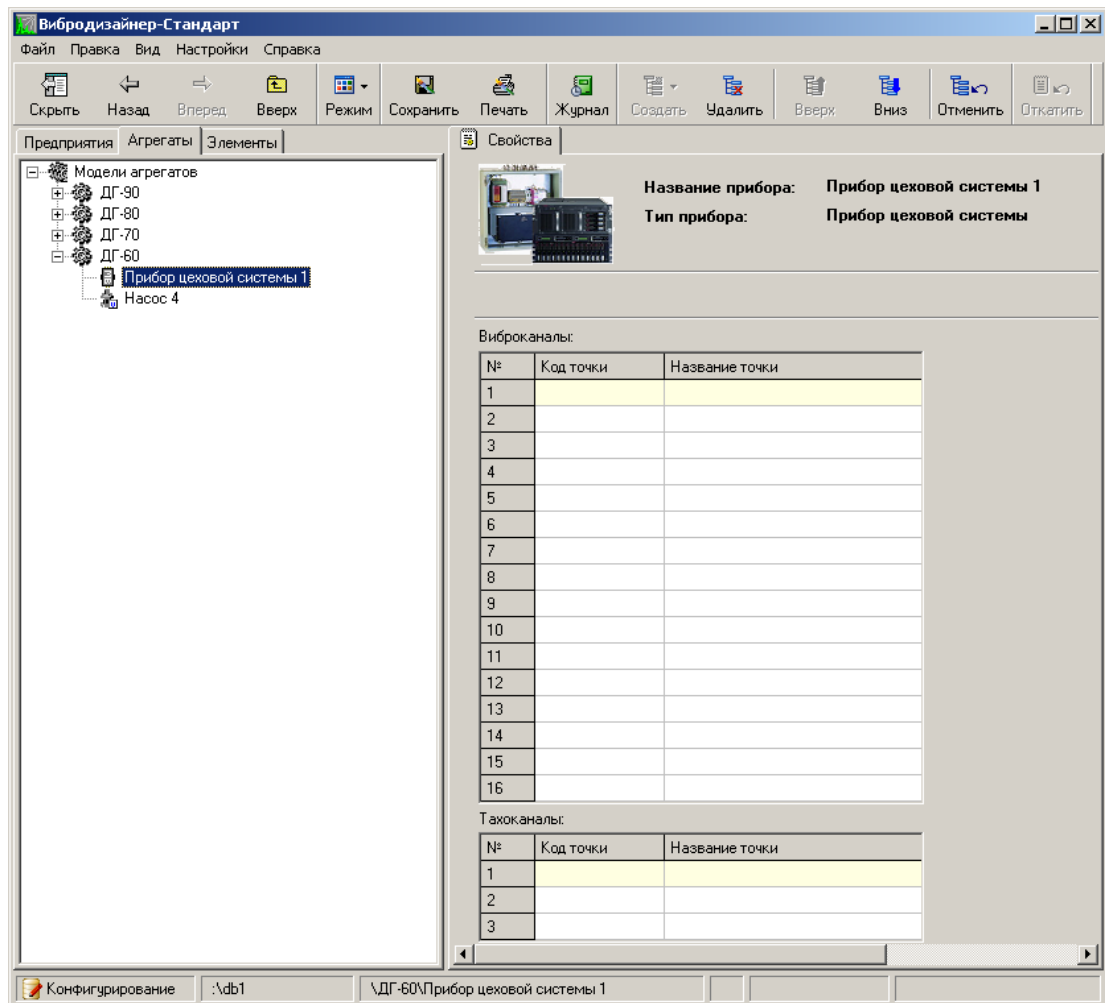 Вибродизайнер-Стандарт
Файл Правка Вид Настройки Справка
Скрыть Назад Вперед Вверх Режим Сохранить Печать Журнал Создать Удалить Вверх Вниз Отменить Откатить
Предприятия Агрегаты Элементы
Свойства
Модели агрегатов
ДГ-90
ДГ-80
ДГ-70
ДГ-60
Прибор цеховой системы 1
Насос 4
Название прибора: Прибор цеховой системы 1
Тип прибора: Прибор цеховой системы
Виброканалы:
№ Код точки Название точки
1
2
3
4
5
6
7
8
9
10
11
12
13
14
15
16
Тахоканалы:
№ Код точки Название точки
1
2
3
Конфигурирование :\db1 \ДГ-60\Прибор цеховой системы 1